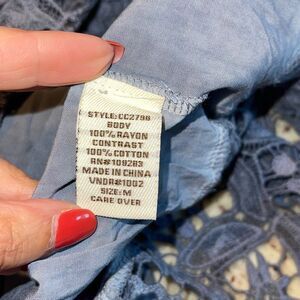 STYLE:CC2798
BODY
100% RAYON
CONTRAST
100% COTTON
RN#109283
MADE IN CHINA
VNDR#1002
SIZE: M
CARE OVER